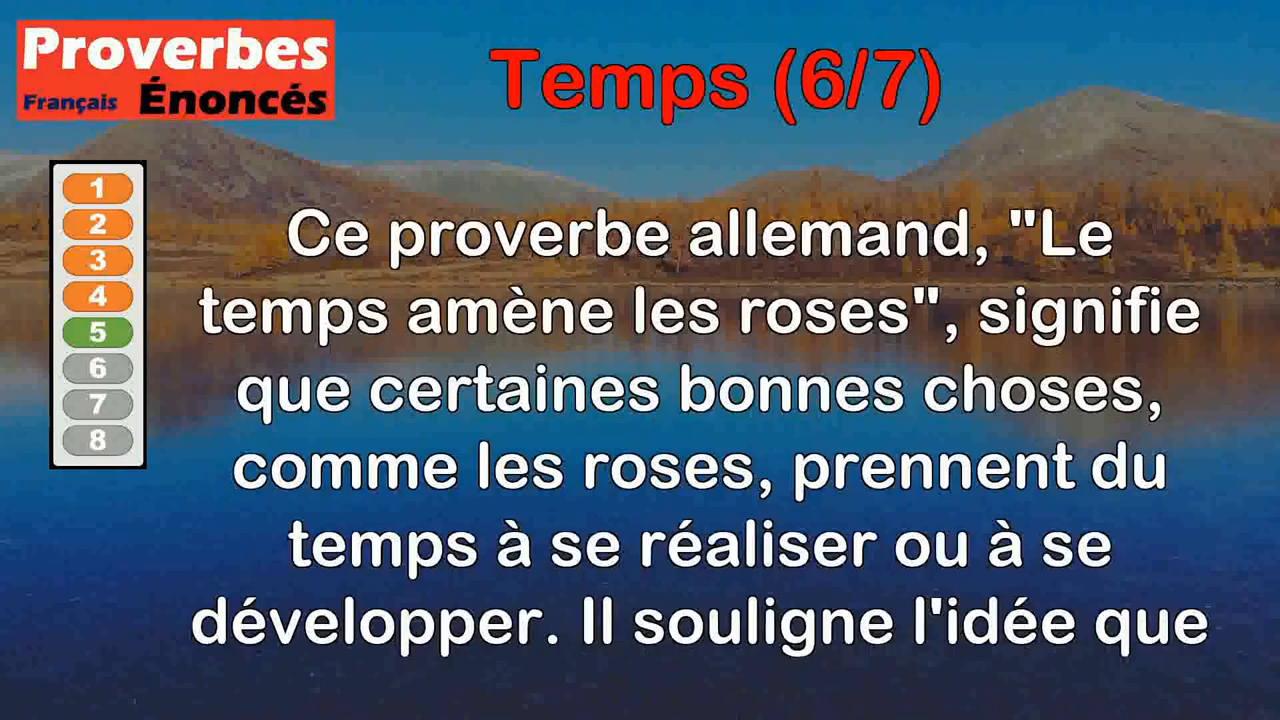 Proverbes
Français Énoncés
Temps (6/7)
1
2
3
4
5
6
7
8
Ce proverbe allemand, "Le
temps amène les roses", signifie
que certaines bonnes choses,
comme les roses, prennent du
temps à se réaliser ou à se
développer. Il souligne l'idée que